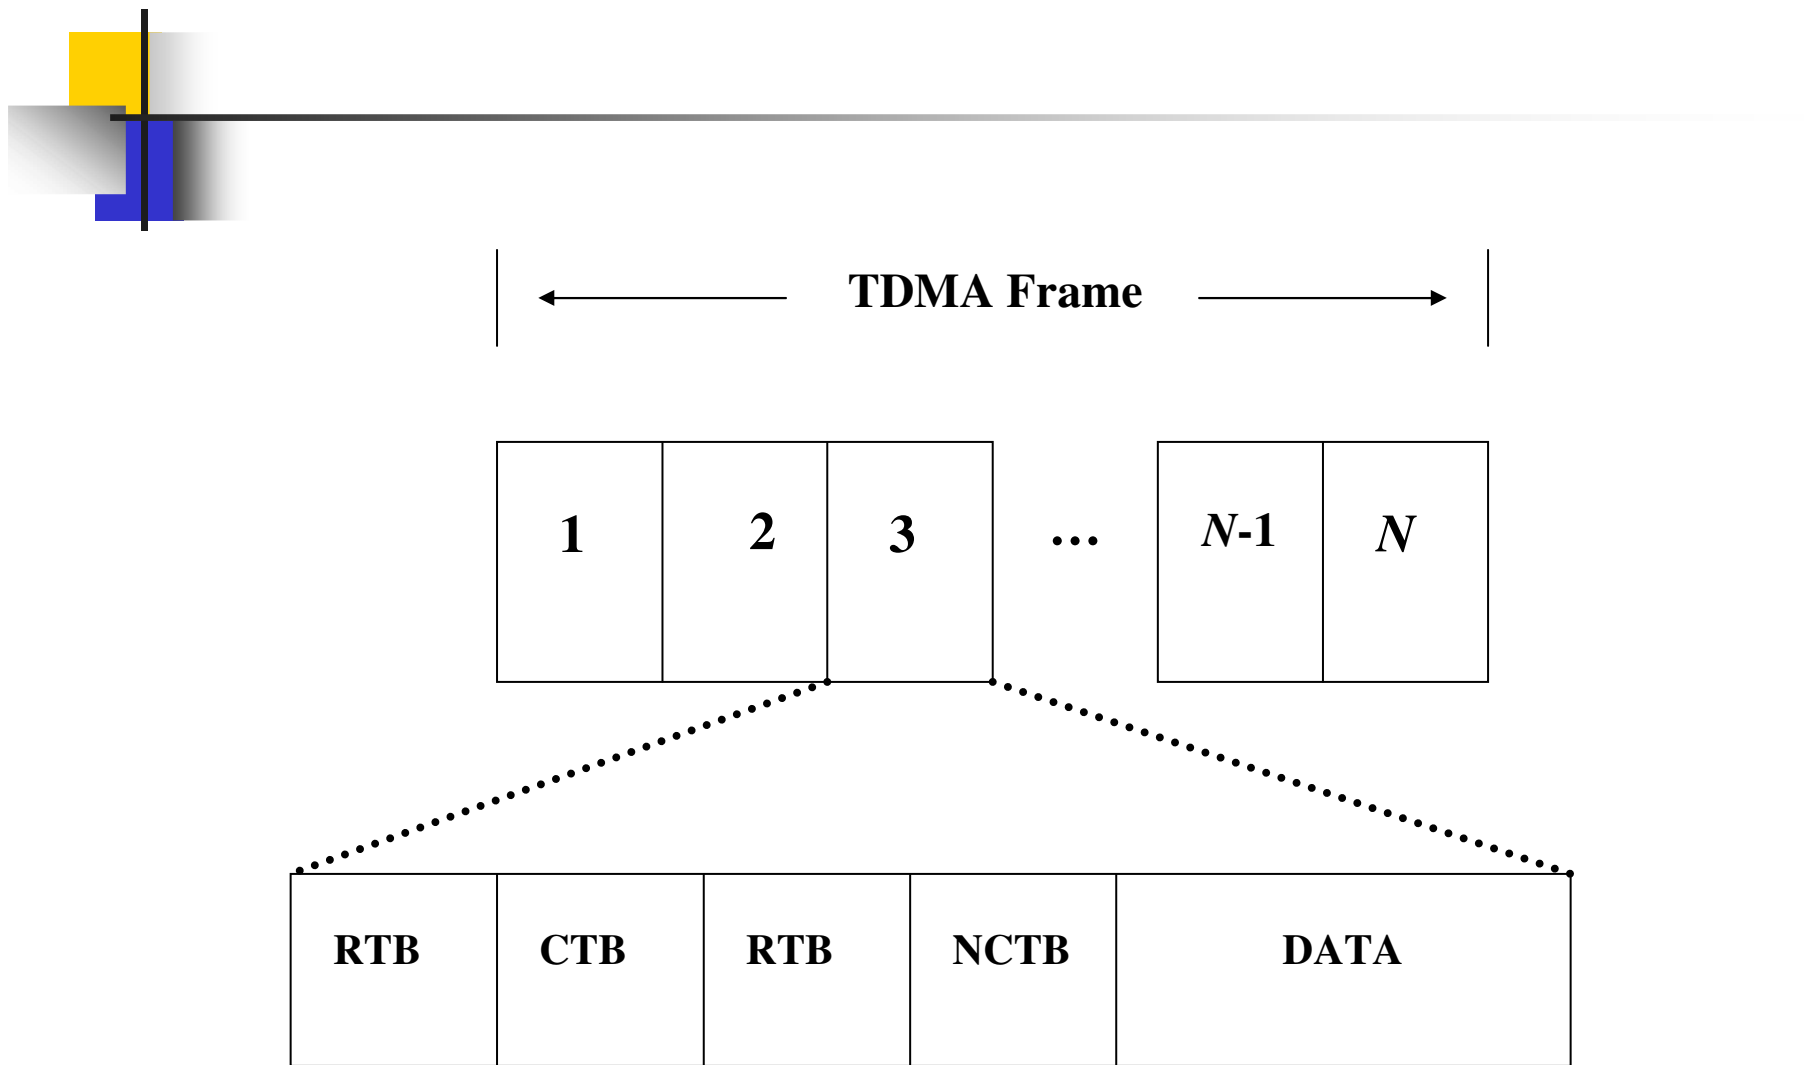 TDMA Frame
1 2 3 ... N-1 N
RTB CTB RTB NCTB DATA